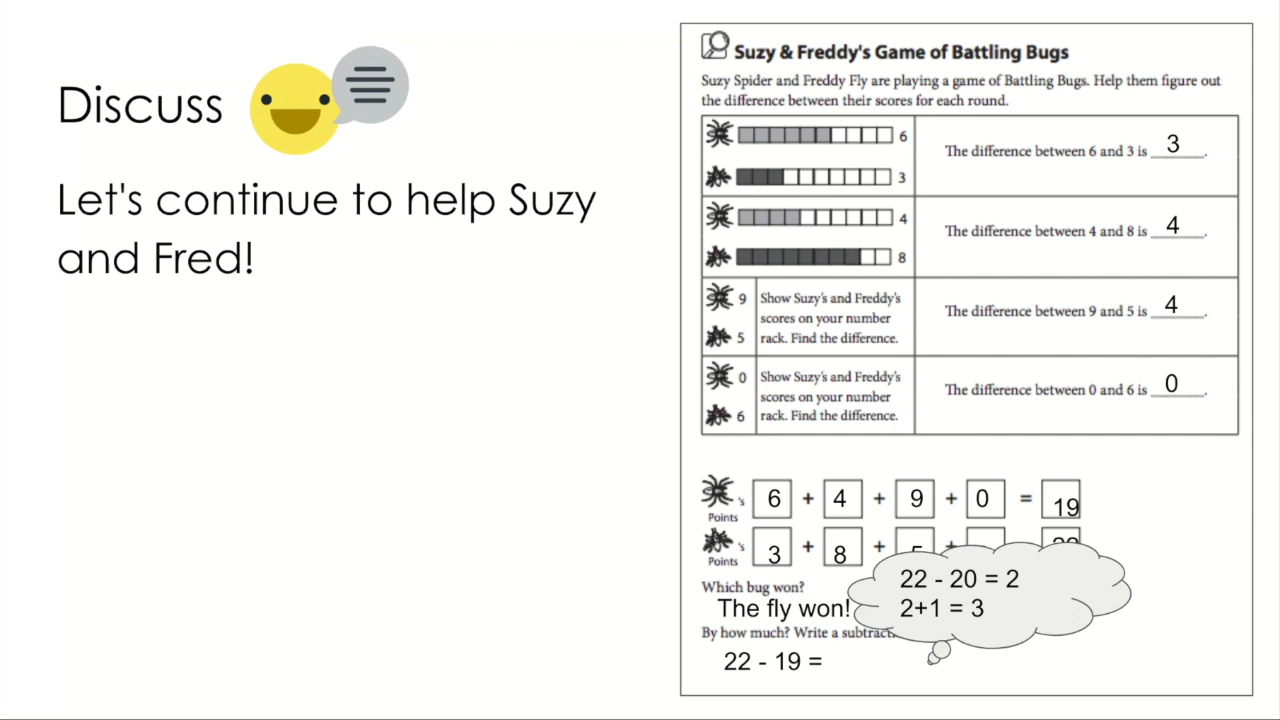 Discuss
Let's continue to help Suzy
and Fred!
Suzy & Freddy's Game of Battling Bugs
Suzy Spider and Freddy Fly are playing a game of Battling Bugs. Help them figure out
the difference between their scores for each round.
6
3
The difference between 6 and 3 is 3.
4
8
The difference between 4 and 8 is 4.
9
5
Show Suzy's and Freddy's
scores on your number
rack. Find the difference.
The difference between 9 and 5 is 4.
0
6
Show Suzy's and Freddy's
scores on your number
rack. Find the difference.
The difference between 0 and 6 is 0.
's 6 + 4 + 9 + 0 = 19
Points
's 3 + 8 +
Points
Which bug won?
The fly won!
22 - 20 = 2
2+1 = 3
By how much? Write a
22 - 19 =